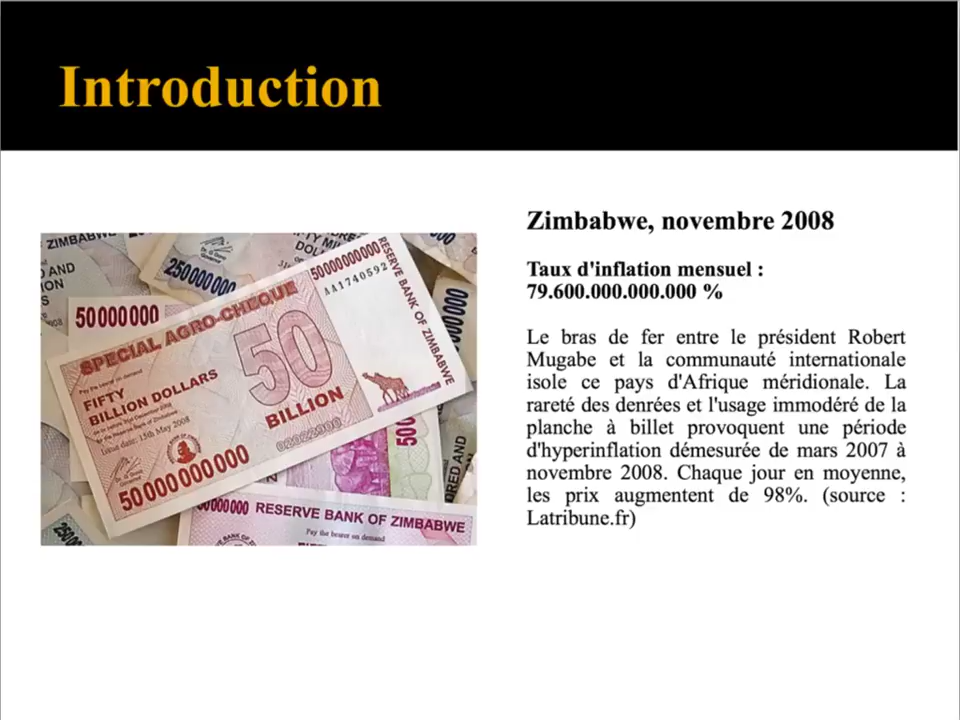 Introduction
Zimbabwe, novembre 2008
Taux d'inflation mensuel :
79.600.000.000.000 %
Le bras de fer entre le président Robert
Mugabe et la communauté internationale
isole ce pays d'Afrique méridionale. La
rareté des denrées et l'usage immodéré de la
planche à billet provoquent une période
d'hyperinflation démesurée de mars 2007 à
novembre 2008. Chaque jour en moyenne,
les prix augmentent de 98%. (source :
Latribune.fr)
ZIMBABWE
250000000
50000000
SPECIAL AGRO-CHEQUE
50000000000
AA1740592
RESERVE BANK OF ZIMBABWE
Pay the bearer on demand
FIFTY
BILLION DOLLARS
50
BILLION
Issue date: 15th May 2008
50000000000
RESERVE BANK OF ZIMBABWE
Pay the bearer on demand